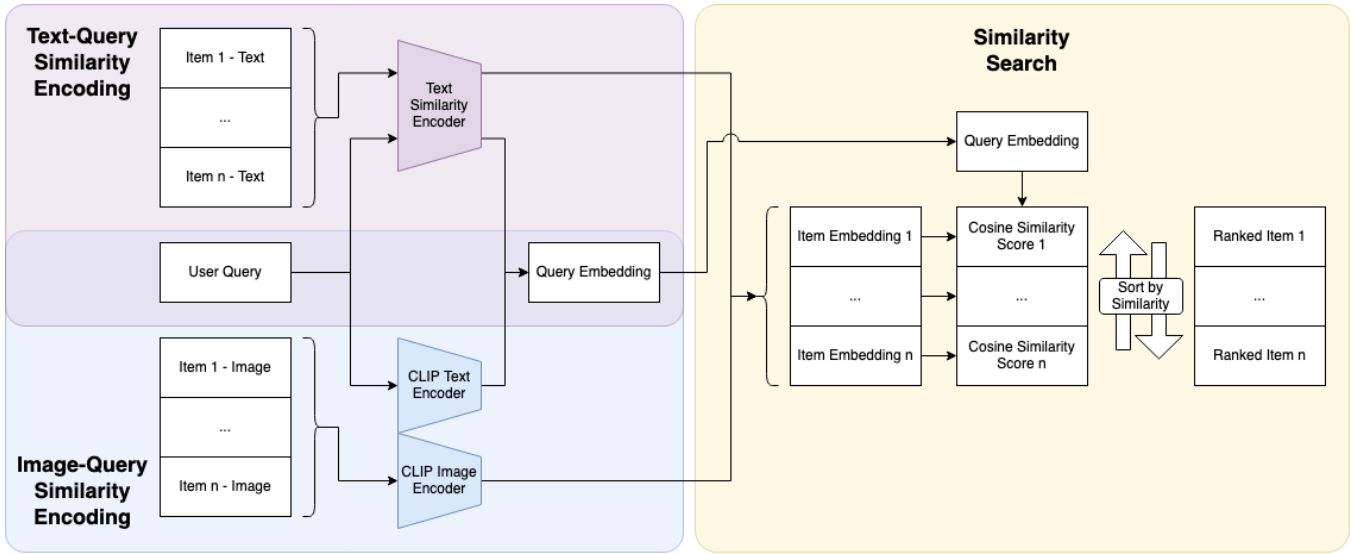 Text-Query
Similarity
Encoding
Item 1 - Text
...
Item n - Text
Text
Similarity
Encoder
User Query
Query Embedding
Item 1 - Image
...
Item n - Image
Image-Query
Similarity
Encoding
CLIP Text
Encoder
CLIP Image
Encoder
Similarity
Search
Query Embedding
Item Embedding 1
...
Item Embedding n
Cosine Similarity
Score 1
...
Cosine Similarity
Score n
Sort by
Similarity
Ranked Item 1
...
Ranked Item n